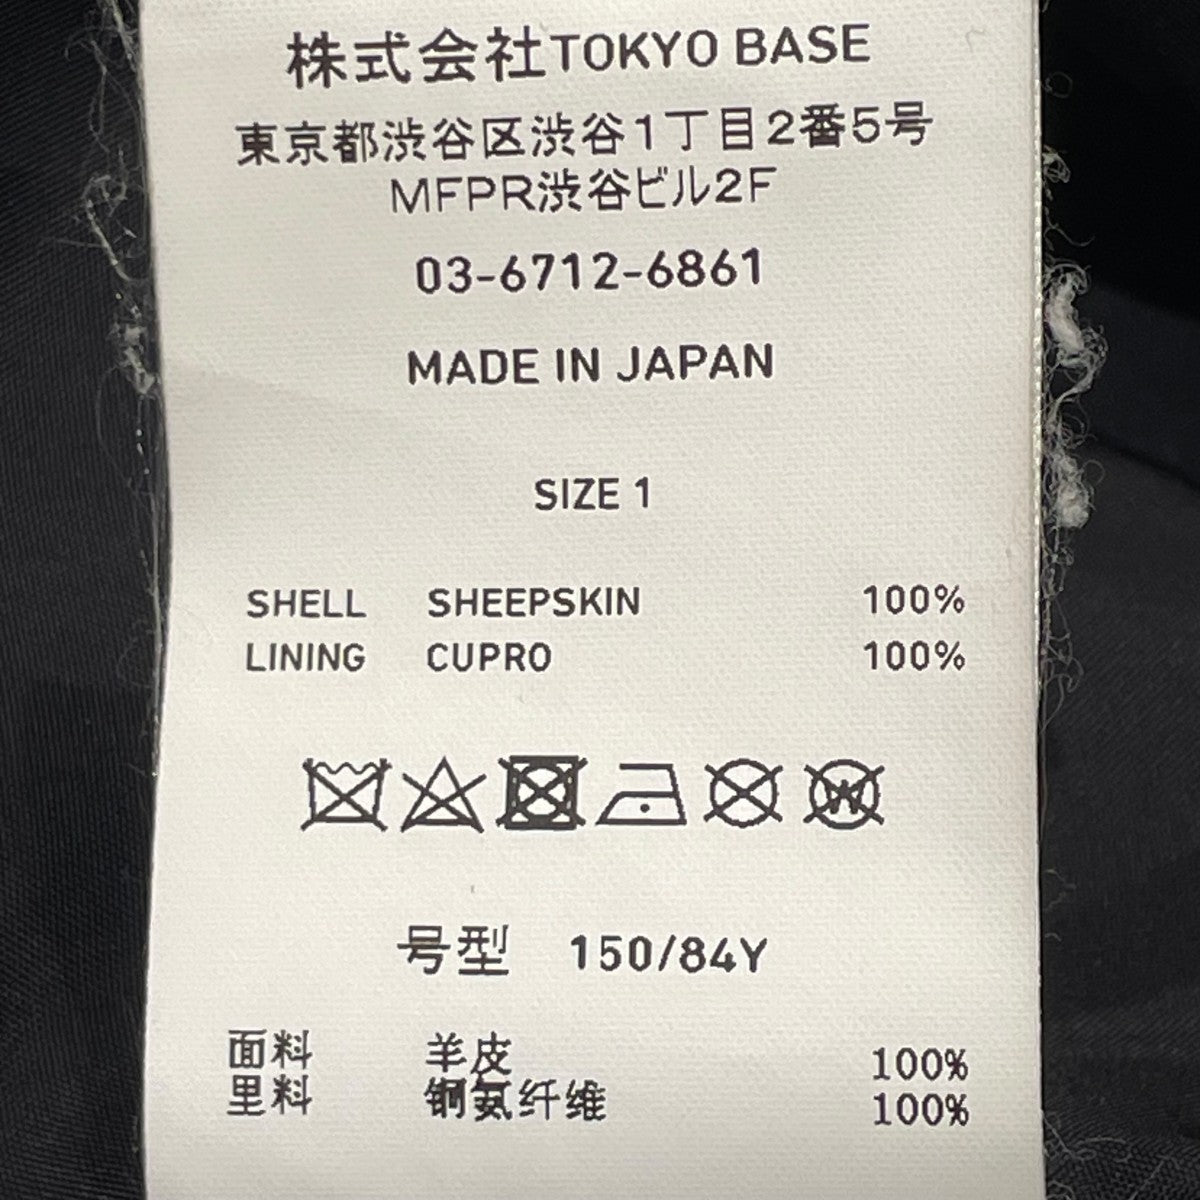 株式会社TOKYO BASE
東京都渋谷区渋谷1丁目2番5号
MFPR渋谷ビル2F
03-6712-6861
MADE IN JAPAN
SIZE 1
SHELL SHEEPSKIN 100%
LINING CUPRO 100%
W
号型 150/84Y
面料 羊皮 100%
里料 铜氨纤维 100%